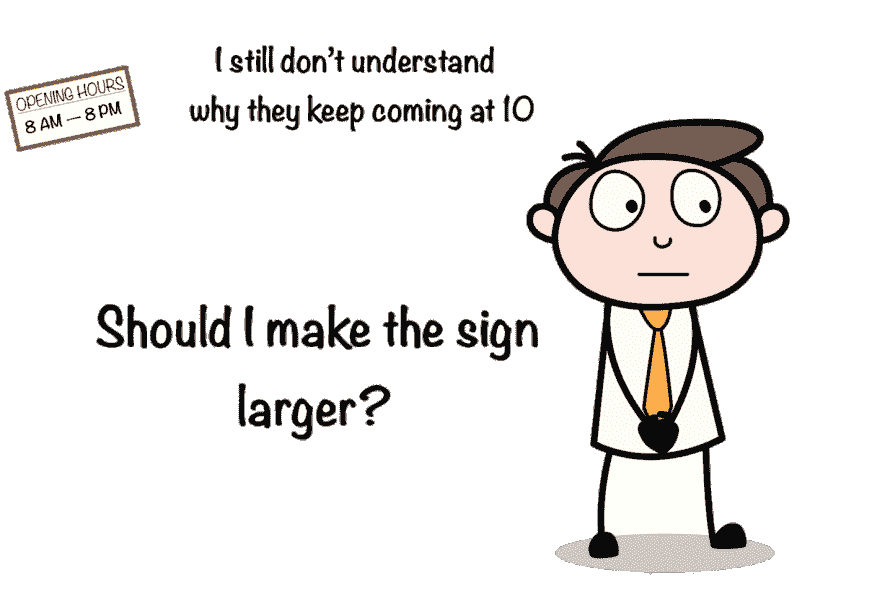 OPENING HOURS
8 AM — 8 PM
I still don't understand
why they keep coming at 10
Should I make the sign
larger?